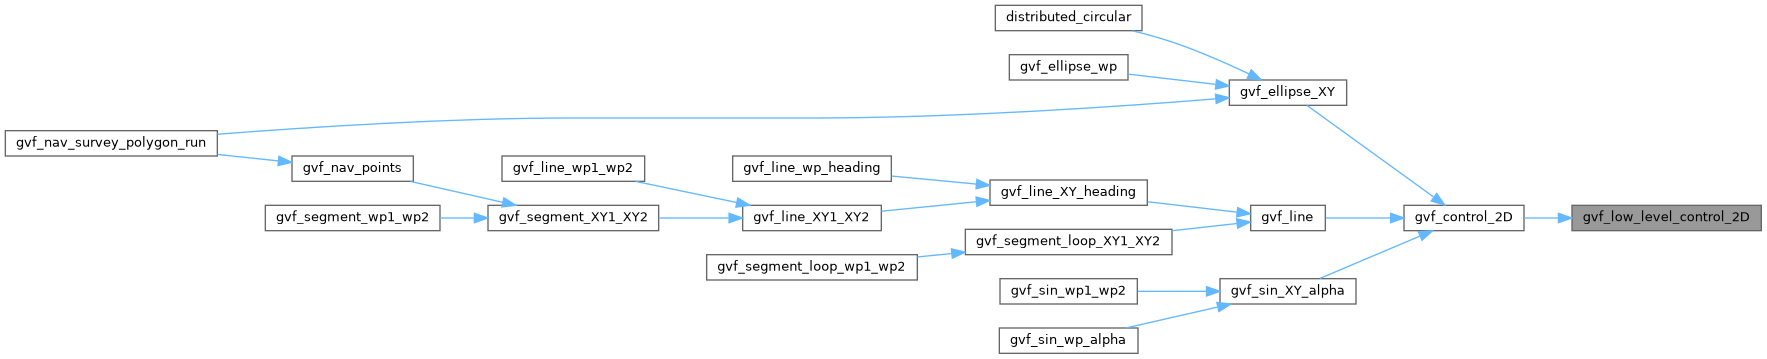 distributed_circular
gvf_ellipse_wp
gvf_ellipse_XY
gvf_nav_survey_polygon_run
gvf_nav_points
gvf_line_wp1_wp2
gvf_line_wp_heading
gvf_line_XY_heading
gvf_segment_wp1_wp2
gvf_segment_XY1_XY2
gvf_line_XY1_XY2
gvf_line
gvf_control_2D
gvf_low_level_control_2D
gvf_segment_loop_XY1_XY2
gvf_segment_loop_wp1_wp2
gvf_sin_wp1_wp2
gvf_sin_XY_alpha
gvf_sin_wp_alpha